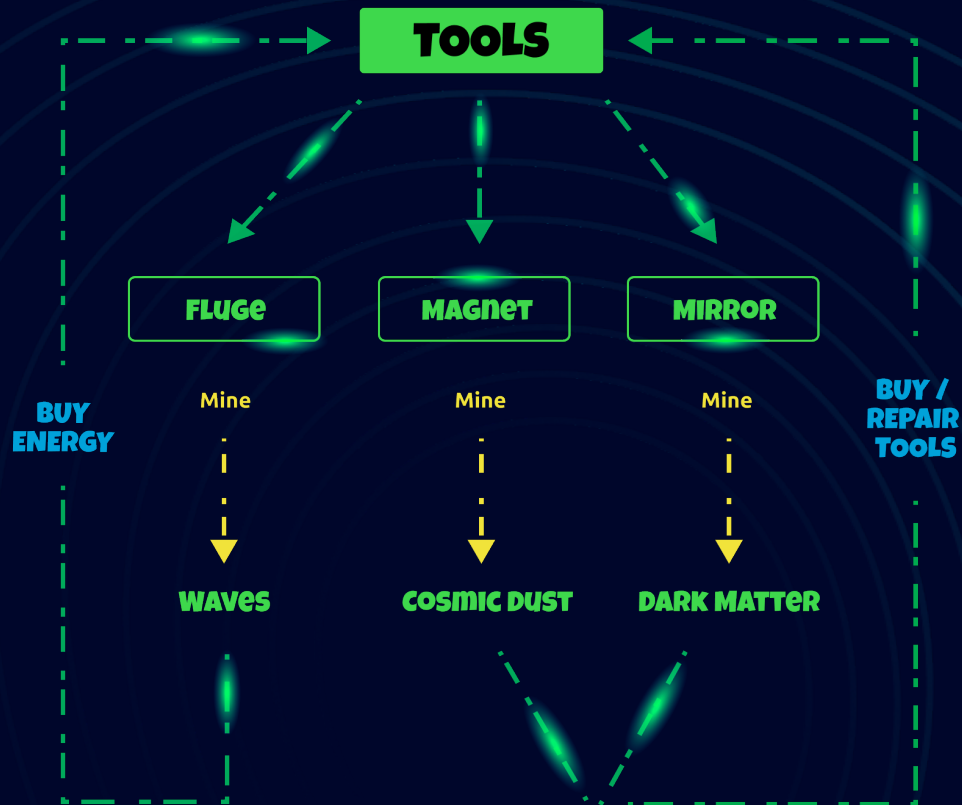 TOOLS
FLUGE
MAGNET
MIRROR
Mine
Mine
Mine
BUY
ENERGY
BUY /
REPAIR
TOOLS
WAVES
COSMIC DUST
DARK MATTER